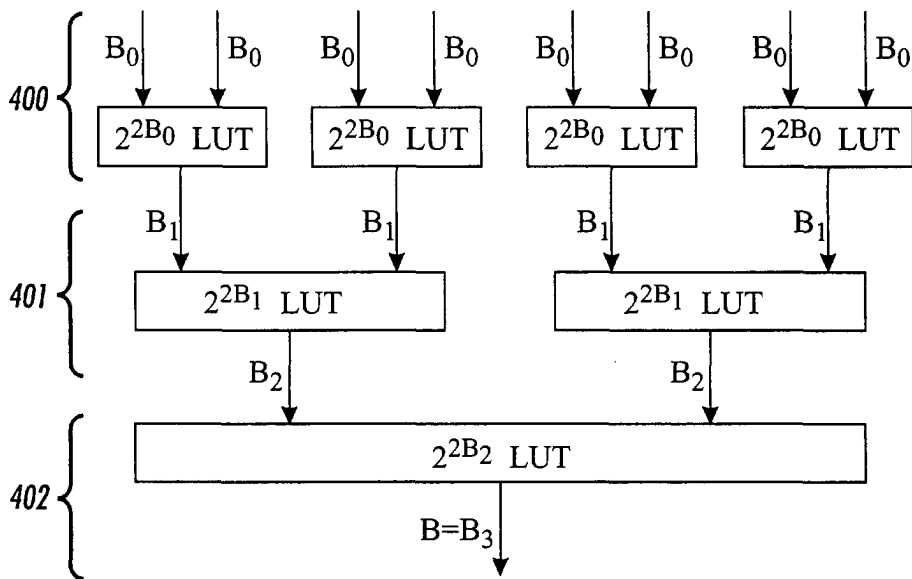 B₀ B₀ B₀ B₀ B₀ B₀ B₀ B₀
400
2^{2B₀} LUT 2^{2B₀} LUT 2^{2B₀} LUT 2^{2B₀} LUT
B₁ B₁ B₁ B₁
401
2^{2B₁} LUT 2^{2B₁} LUT
B₂ B₂
2^{2B₂} LUT
402
B=B₃